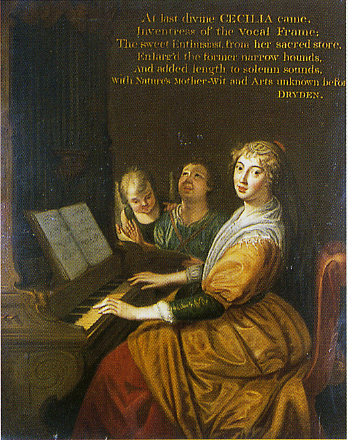 At last divine CECILIA came,
Inventress of the Vocal Frame;
The sweet Enthusiast, from her sacred store,
Enlarg'd the former narrow bounds,
And added length to solemn sounds,
With Nature's Mother-Wit and Arts unknown befo
DRYDEN.